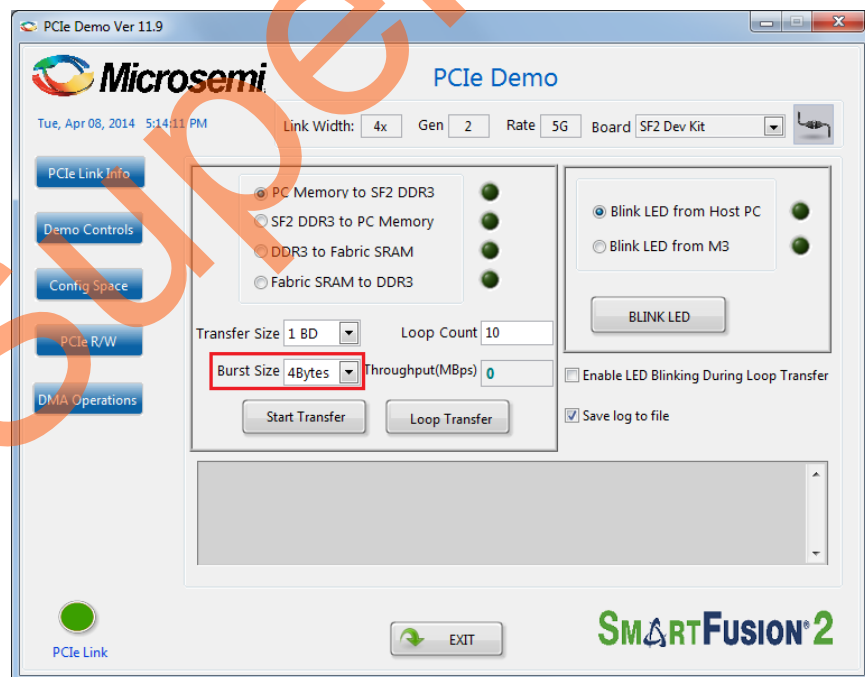 PCIe Demo Ver 11.9
Microsemi.
PCIe Demo
Tue, Apr 08, 2014 5:14:11 PM
Link Width: 4x Gen 2 Rate 5G Board SF2 Dev Kit
PCIe Link Info
Demo Controls
Config Space
PCIe R/W
DMA Operations
PC Memory to SF2 DDR3
SF2 DDR3 to PC Memory
DDR3 to Fabric SRAM
Fabric SRAM to DDR3
Transfer Size 1 BD Loop Count 10
Burst Size 4Bytes Throughput(MBps) 0
Start Transfer Loop Transfer
Blink LED from Host PC
Blink LED from M3
BLINK LED
Enable LED Blinking During Loop Transfer
Save log to file
PCIe Link
EXIT
SMARTFUSION®2
Supe